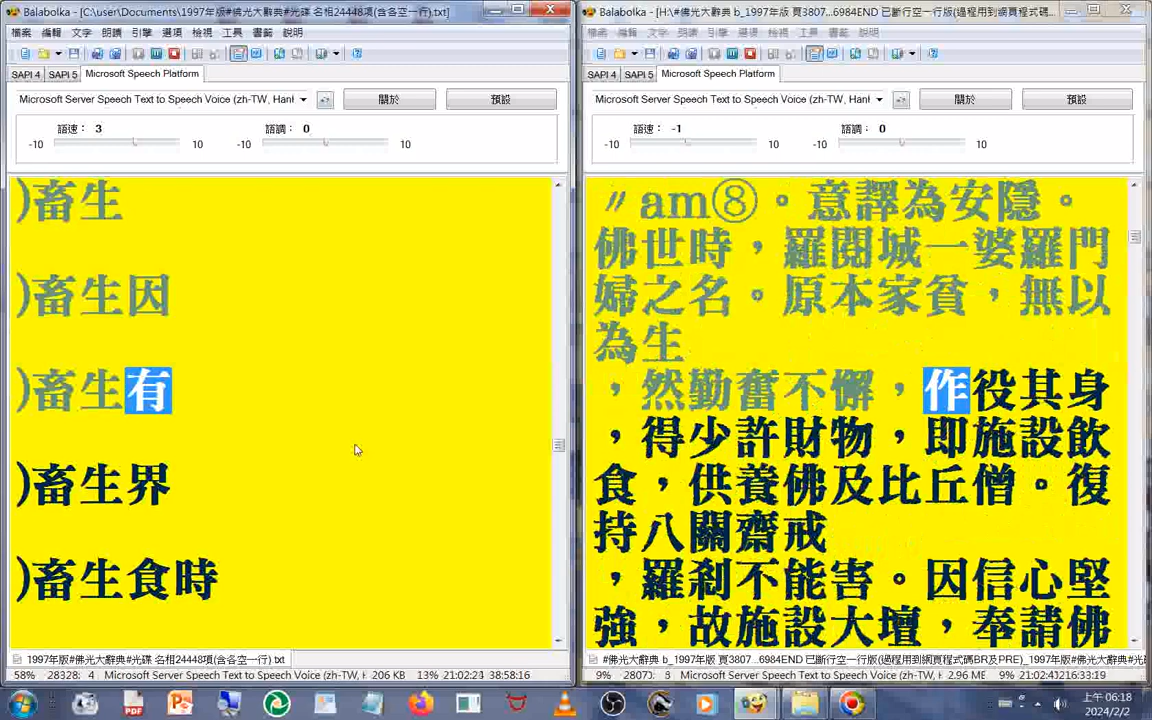 Balabolka - [C:\user\Documents\1997年版#佛光大辭典#光碟 名相24448項(含各空一行).txt]
檔案 編輯 文字 朗讀 引擎 選項 檢視 工具 書籤 說明
SAPI 4 SAPI 5 Microsoft Speech Platform
Microsoft Server Speech Text to Speech Voice (zh-TW, Hanl
關於
預設
語速： 3
語調： 0
-10 10 -10 10
)畜生
)畜生因
)畜生有
)畜生界
)畜生食時
1997年版#佛光大辭典#光碟 名相24448項(含各空一行).txt
58% 28328: 4 Microsoft Server Speech Text to Speech Voice (zh-TW, H 206 KB 13% 21:02:23 38:58:16
Balabolka - [H:\#佛光大辭典 b_1997年版 頁3807...6984END 已斷行空一行版(過程用到網頁程式碼
檔案 編輯 文字 朗讀 引擎 選項 檢視 工具 書籤 說明
SAPI 4 SAPI 5 Microsoft Speech Platform
Microsoft Server Speech Text to Speech Voice (zh-TW, Hanl
關於
預設
語速： -1
語調： 0
-10 10 -10 10
〃am⑧。意譯為安隱。
佛世時，羅閱城一婆羅門
婦之名。原本家貧，無以
為生
，然勤奮不懈，作役其身
，得少許財物，即施設飲
食，供養佛及比丘僧。復
持八關齋戒
，羅剎不能害。因信心堅
強，故施設大壇，奉請佛
#佛光大辭典 b_1997年版 頁3807...6984END 已斷行空一行版(過程用到網頁程式碼BR及PRE)_1997年版#佛光大辭典#光
9% 28073: Microsoft Server Speech Text to Speech Voice (zh-TW, H 2.96 ME 9% 21:02:4
上午 06:18
2024/2/2